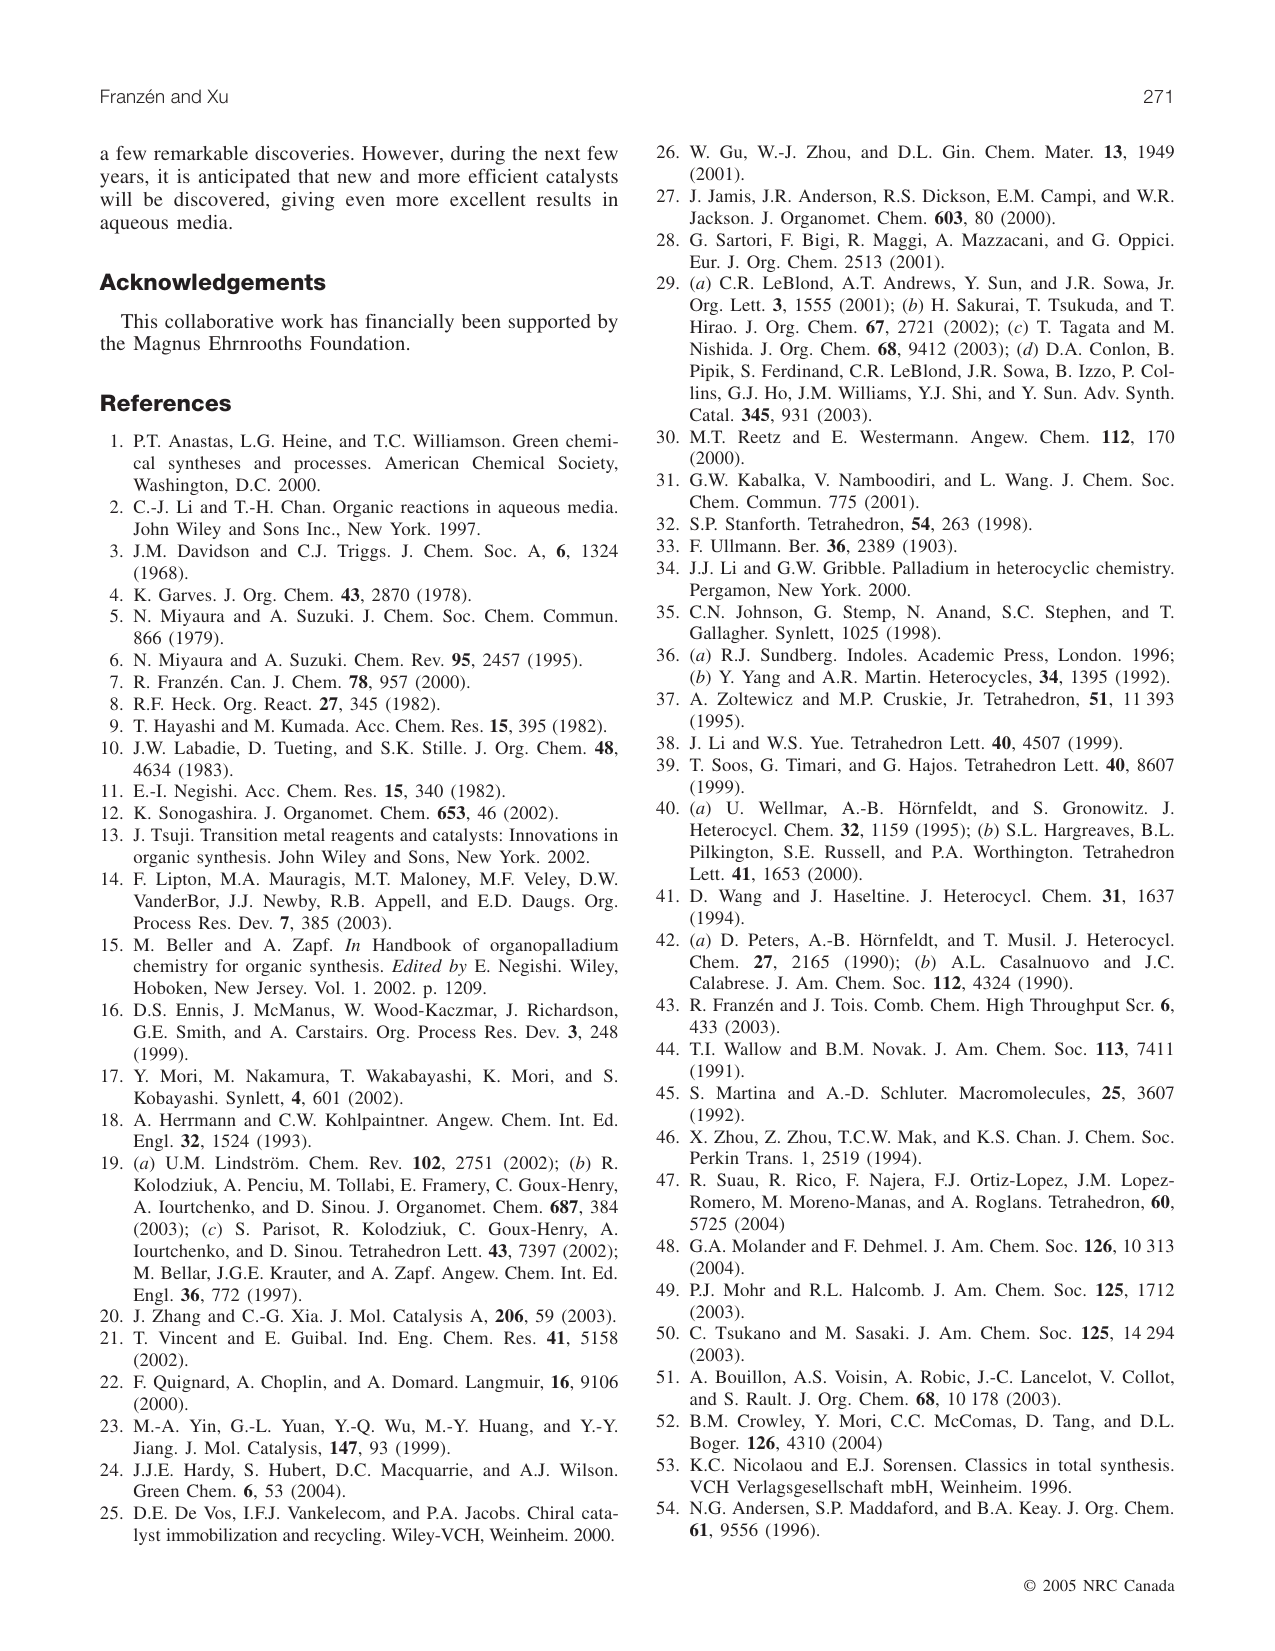 Franzén and Xu
271
a few remarkable discoveries. However, during the next few
years, it is anticipated that new and more efficient catalysts
will be discovered, giving even more excellent results in
aqueous media.
Acknowledgements
This collaborative work has financially been supported by
the Magnus Ehrnrooths Foundation.
References
1. P.T. Anastas, L.G. Heine, and T.C. Williamson. Green chemi-
cal syntheses and processes. American Chemical Society,
Washington, D.C. 2000.
2. C.-J. Li and T.-H. Chan. Organic reactions in aqueous media.
John Wiley and Sons Inc., New York. 1997.
3. J.M. Davidson and C.J. Triggs. J. Chem. Soc. A, 6, 1324
(1968).
4. K. Garves. J. Org. Chem. 43, 2870 (1978).
5. N. Miyaura and A. Suzuki. J. Chem. Soc. Chem. Commun.
866 (1979).
6. N. Miyaura and A. Suzuki. Chem. Rev. 95, 2457 (1995).
7. R. Franzén. Can. J. Chem. 78, 957 (2000).
8. R.F. Heck. Org. React. 27, 345 (1982).
9. T. Hayashi and M. Kumada. Acc. Chem. Res. 15, 395 (1982).
10. J.W. Labadie, D. Tueting, and S.K. Stille. J. Org. Chem. 48,
4634 (1983).
11. E.-I. Negishi. Acc. Chem. Res. 15, 340 (1982).
12. K. Sonogashira. J. Organomet. Chem. 653, 46 (2002).
13. J. Tsuji. Transition metal reagents and catalysts: Innovations in
organic synthesis. John Wiley and Sons, New York. 2002.
14. F. Lipton, M.A. Mauragis, M.T. Maloney, M.F. Veley, D.W.
VanderBor, J.J. Newby, R.B. Appell, and E.D. Daugs. Org.
Process Res. Dev. 7, 385 (2003).
15. M. Beller and A. Zapf. In Handbook of organopalladium
chemistry for organic synthesis. Edited by E. Negishi. Wiley,
Hoboken, New Jersey. Vol. 1. 2002. p. 1209.
16. D.S. Ennis, J. McManus, W. Wood-Kaczmar, J. Richardson,
G.E. Smith, and A. Carstairs. Org. Process Res. Dev. 3, 248
(1999).
17. Y. Mori, M. Nakamura, T. Wakabayashi, K. Mori, and S.
Kobayashi. Synlett, 4, 601 (2002).
18. A. Herrmann and C.W. Kohlpaintner. Angew. Chem. Int. Ed.
Engl. 32, 1524 (1993).
19. (a) U.M. Lindström. Chem. Rev. 102, 2751 (2002); (b) R.
Kolodziuk, A. Penciu, M. Tollabi, E. Framery, C. Goux-Henry,
A. Iourtchenko, and D. Sinou. J. Organomet. Chem. 687, 384
(2003); (c) S. Parisot, R. Kolodziuk, C. Goux-Henry, A.
Iourtchenko, and D. Sinou. Tetrahedron Lett. 43, 7397 (2002);
M. Bellar, J.G.E. Krauter, and A. Zapf. Angew. Chem. Int. Ed.
Engl. 36, 772 (1997).
20. J. Zhang and C.-G. Xia. J. Mol. Catalysis A, 206, 59 (2003).
21. T. Vincent and E. Guibal. Ind. Eng. Chem. Res. 41, 5158
(2002).
22. F. Quignard, A. Choplin, and A. Domard. Langmuir, 16, 9106
(2000).
23. M.-A. Yin, G.-L. Yuan, Y.-Q. Wu, M.-Y. Huang, and Y.-Y.
Jiang. J. Mol. Catalysis, 147, 93 (1999).
24. J.J.E. Hardy, S. Hubert, D.C. Macquarrie, and A.J. Wilson.
Green Chem. 6, 53 (2004).
25. D.E. De Vos, I.F.J. Vankelecom, and P.A. Jacobs. Chiral cata-
lyst immobilization and recycling. Wiley-VCH, Weinheim. 2000.
26. W. Gu, W.-J. Zhou, and D.L. Gin. Chem. Mater. 13, 1949
(2001).
27. J. Jamis, J.R. Anderson, R.S. Dickson, E.M. Campi, and W.R.
Jackson. J. Organomet. Chem. 603, 80 (2000).
28. G. Sartori, F. Bigi, R. Maggi, A. Mazzacani, and G. Oppici.
Eur. J. Org. Chem. 2513 (2001).
29. (a) C.R. LeBlond, A.T. Andrews, Y. Sun, and J.R. Sowa, Jr.
Org. Lett. 3, 1555 (2001); (b) H. Sakurai, T. Tsukuda, and T.
Hirao. J. Org. Chem. 67, 2721 (2002); (c) T. Tagata and M.
Nishida. J. Org. Chem. 68, 9412 (2003); (d) D.A. Conlon, B.
Pipik, S. Ferdinand, C.R. LeBlond, J.R. Sowa, B. Izzo, P. Col-
lins, G.J. Ho, J.M. Williams, Y.J. Shi, and Y. Sun. Adv. Synth.
Catal. 345, 931 (2003).
30. M.T. Reetz and E. Westermann. Angew. Chem. 112, 170
(2000).
31. G.W. Kabalka, V. Namboodiri, and L. Wang. J. Chem. Soc.
Chem. Commun. 775 (2001).
32. S.P. Stanforth. Tetrahedron, 54, 263 (1998).
33. F. Ullmann. Ber. 36, 2389 (1903).
34. J.J. Li and G.W. Gribble. Palladium in heterocyclic chemistry.
Pergamon, New York. 2000.
35. C.N. Johnson, G. Stemp, N. Anand, S.C. Stephen, and T.
Gallagher. Synlett, 1025 (1998).
36. (a) R.J. Sundberg. Indoles. Academic Press, London. 1996;
(b) Y. Yang and A.R. Martin. Heterocycles, 34, 1395 (1992).
37. A. Zoltewicz and M.P. Cruskie, Jr. Tetrahedron, 51, 11 393
(1995).
38. J. Li and W.S. Yue. Tetrahedron Lett. 40, 4507 (1999).
39. T. Soos, G. Timari, and G. Hajos. Tetrahedron Lett. 40, 8607
(1999).
40. (a) U. Wellmar, A.-B. Hörnfeldt, and S. Gronowitz. J.
Heterocycl. Chem. 32, 1159 (1995); (b) S.L. Hargreaves, B.L.
Pilkington, S.E. Russell, and P.A. Worthington. Tetrahedron
Lett. 41, 1653 (2000).
41. D. Wang and J. Haseltine. J. Heterocycl. Chem. 31, 1637
(1994).
42. (a) D. Peters, A.-B. Hörnfeldt, and T. Musil. J. Heterocycl.
Chem. 27, 2165 (1990); (b) A.L. Casalnuovo and J.C.
Calabrese. J. Am. Chem. Soc. 112, 4324 (1990).
43. R. Franzén and J. Tois. Comb. Chem. High Throughput Scr. 6,
433 (2003).
44. T.I. Wallow and B.M. Novak. J. Am. Chem. Soc. 113, 7411
(1991).
45. S. Martina and A.-D. Schluter. Macromolecules, 25, 3607
(1992).
46. X. Zhou, Z. Zhou, T.C.W. Mak, and K.S. Chan. J. Chem. Soc.
Perkin Trans. 1, 2519 (1994).
47. R. Suau, R. Rico, F. Najera, F.J. Ortiz-Lopez, J.M. Lopez-
Romero, M. Moreno-Manas, and A. Roglans. Tetrahedron, 60,
5725 (2004)
48. G.A. Molander and F. Dehmel. J. Am. Chem. Soc. 126, 10 313
(2004).
49. P.J. Mohr and R.L. Halcomb. J. Am. Chem. Soc. 125, 1712
(2003).
50. C. Tsukano and M. Sasaki. J. Am. Chem. Soc. 125, 14 294
(2003).
51. A. Bouillon, A.S. Voisin, A. Robic, J.-C. Lancelot, V. Collot,
and S. Rault. J. Org. Chem. 68, 10 178 (2003).
52. B.M. Crowley, Y. Mori, C.C. McComas, D. Tang, and D.L.
Boger. 126, 4310 (2004)
53. K.C. Nicolaou and E.J. Sorensen. Classics in total synthesis.
VCH Verlagsgesellschaft mbH, Weinheim. 1996.
54. N.G. Andersen, S.P. Maddaford, and B.A. Keay. J. Org. Chem.
61, 9556 (1996).
© 2005 NRC Canada